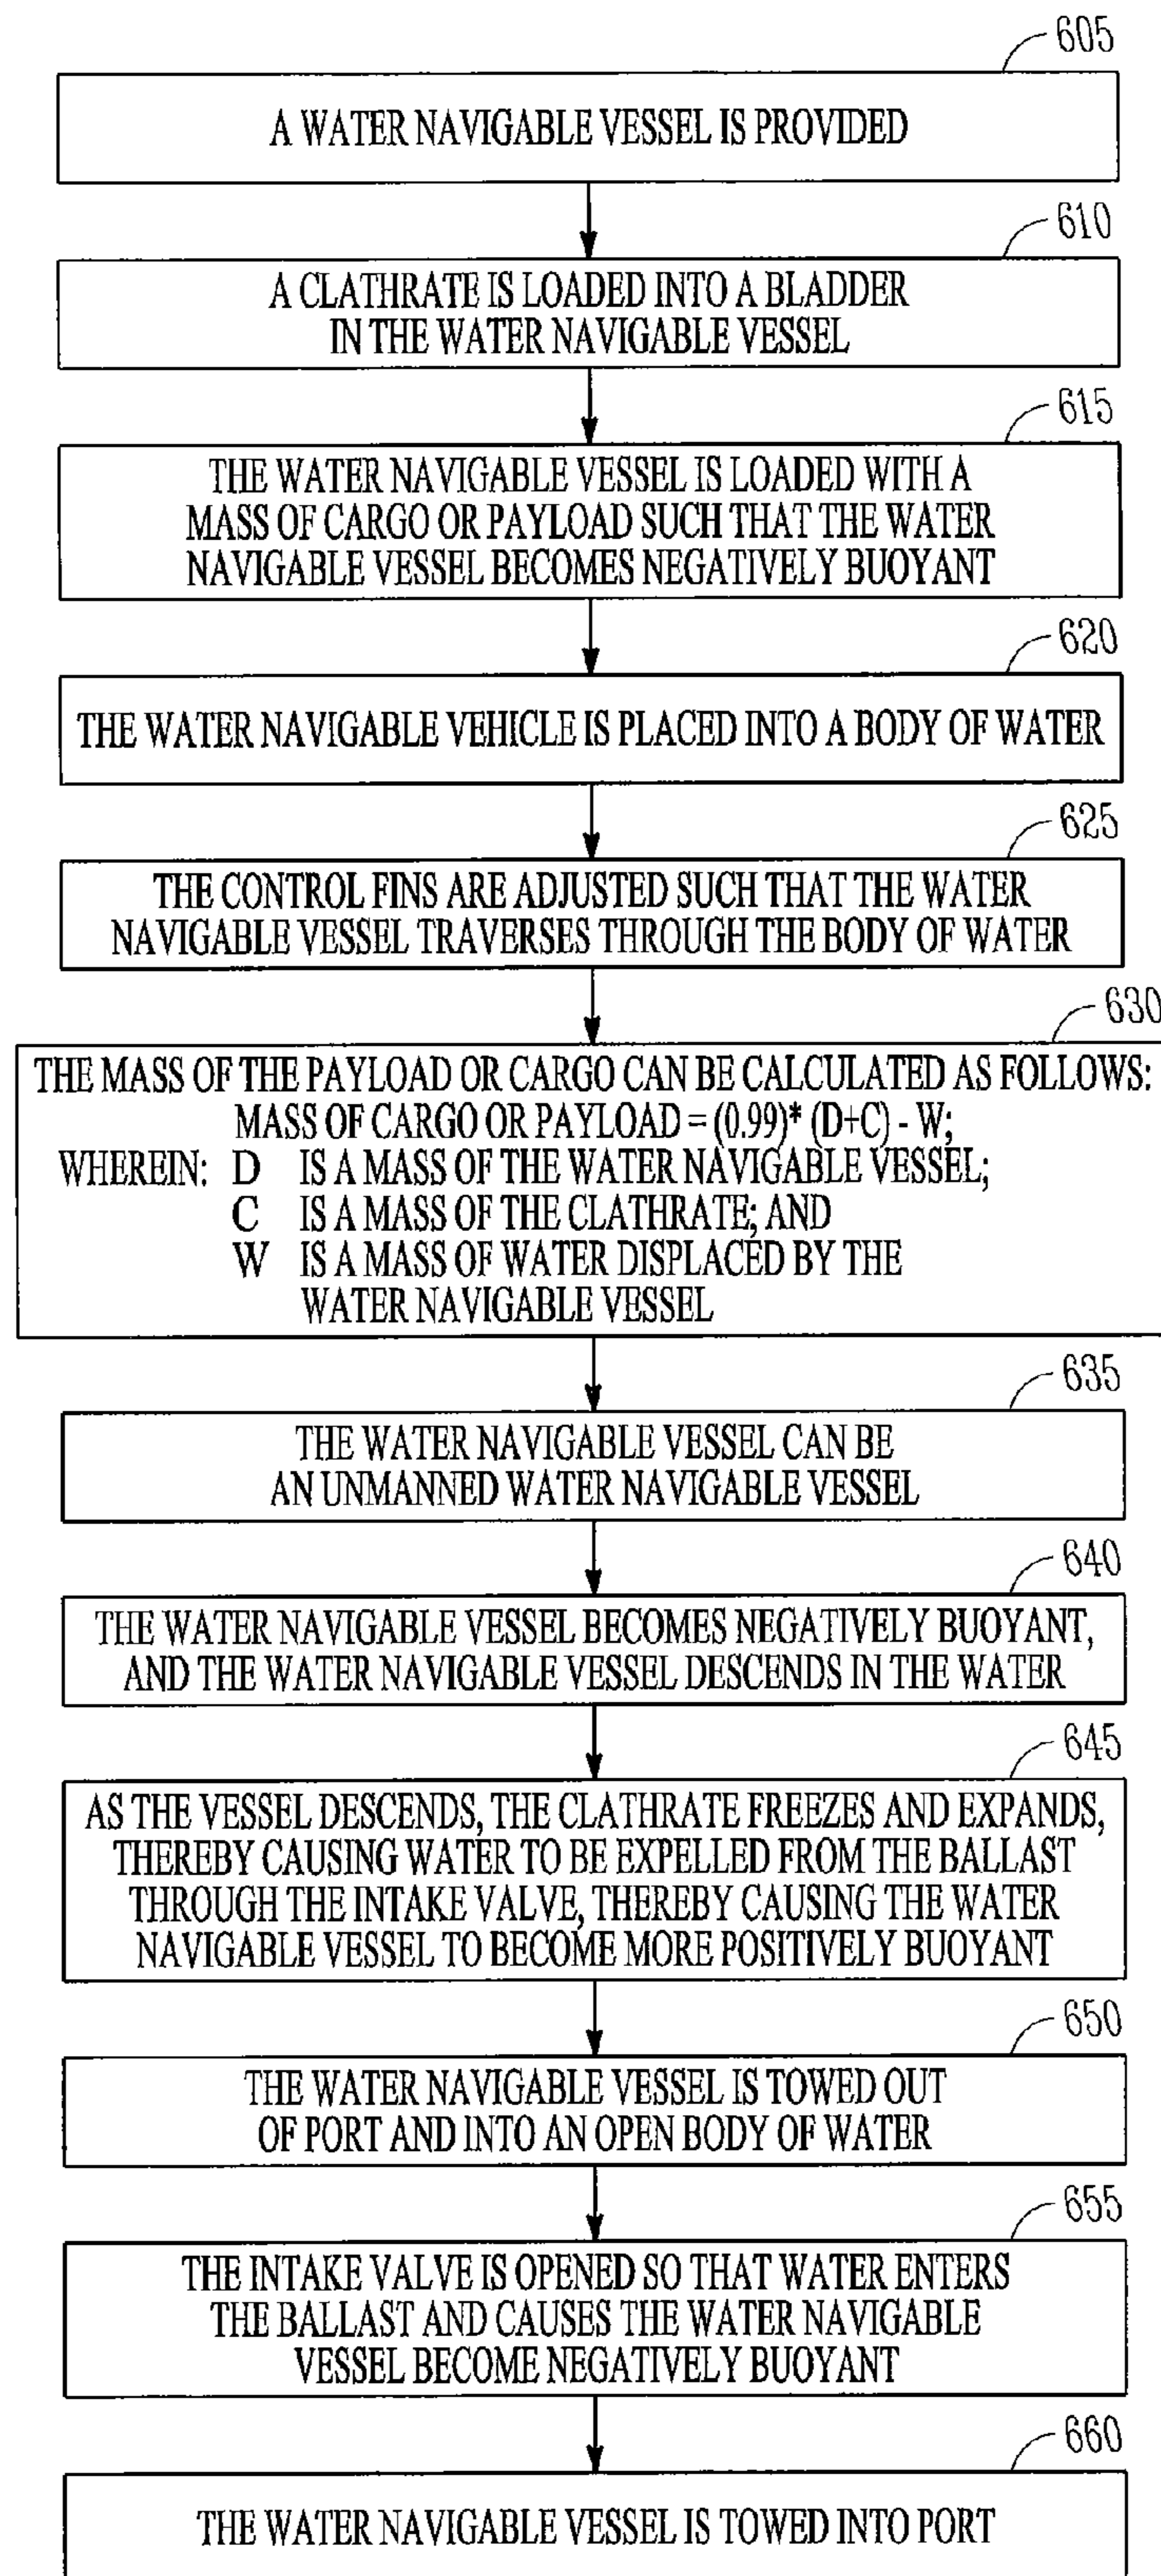 605
A WATER NAVIGABLE VESSEL IS PROVIDED
610
A CLATHRATE IS LOADED INTO A BLADDER
IN THE WATER NAVIGABLE VESSEL
615
THE WATER NAVIGABLE VESSEL IS LOADED WITH A
MASS OF CARGO OR PAYLOAD SUCH THAT THE WATER
NAVIGABLE VESSEL BECOMES NEGATIVELY BUOYANT
620
THE WATER NAVIGABLE VEHICLE IS PLACED INTO A BODY OF WATER
625
THE CONTROL FINS ARE ADJUSTED SUCH THAT THE WATER
NAVIGABLE VESSEL TRAVERSES THROUGH THE BODY OF WATER
630
THE MASS OF THE PAYLOAD OR CARGO CAN BE CALCULATED AS FOLLOWS:
MASS OF CARGO OR PAYLOAD = (0.99)* (D+C) - W;
WHEREIN: D IS A MASS OF THE WATER NAVIGABLE VESSEL;
C IS A MASS OF THE CLATHRATE; AND
W IS A MASS OF WATER DISPLACED BY THE
WATER NAVIGABLE VESSEL
635
THE WATER NAVIGABLE VESSEL CAN BE
AN UNMANNED WATER NAVIGABLE VESSEL
640
THE WATER NAVIGABLE VESSEL BECOMES NEGATIVELY BUOYANT,
AND THE WATER NAVIGABLE VESSEL DESCENDS IN THE WATER
645
AS THE VESSEL DESCENDS, THE CLATHRATE FREEZES AND EXPANDS,
THEREBY CAUSING WATER TO BE EXPELLED FROM THE BALLAST
THROUGH THE INTAKE VALVE, THEREBY CAUSING THE WATER
NAVIGABLE VESSEL TO BECOME MORE POSITIVELY BUOYANT
650
THE WATER NAVIGABLE VESSEL IS TOWED OUT
OF PORT AND INTO AN OPEN BODY OF WATER
655
THE INTAKE VALVE IS OPENED SO THAT WATER ENTERS
THE BALLAST AND CAUSES THE WATER NAVIGABLE
VESSEL BECOME NEGATIVELY BUOYANT
660
THE WATER NAVIGABLE VESSEL IS TOWED INTO PORT